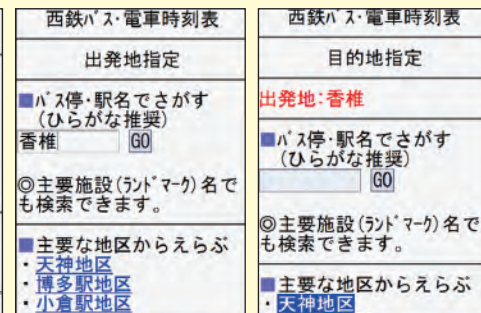 西鉄ﾊﾞｽ･電車時刻表
出発地指定
■ﾊﾞｽ停･駅名でさがす
(ひらがな推奨)
香椎 GO
◎主要施設(ﾗﾝﾄﾞﾏｰｸ)名で
も検索できます。
■主要な地区からえらぶ
・天神地区
・博多駅地区
・小倉駅地区
西鉄ﾊﾞｽ･電車時刻表
目的地指定
出発地:香椎
■ﾊﾞｽ停･駅名でさがす
(ひらがな推奨)
GO
◎主要施設(ﾗﾝﾄﾞﾏｰｸ)名で
も検索できます。
■主要な地区からえらぶ
・天神地区